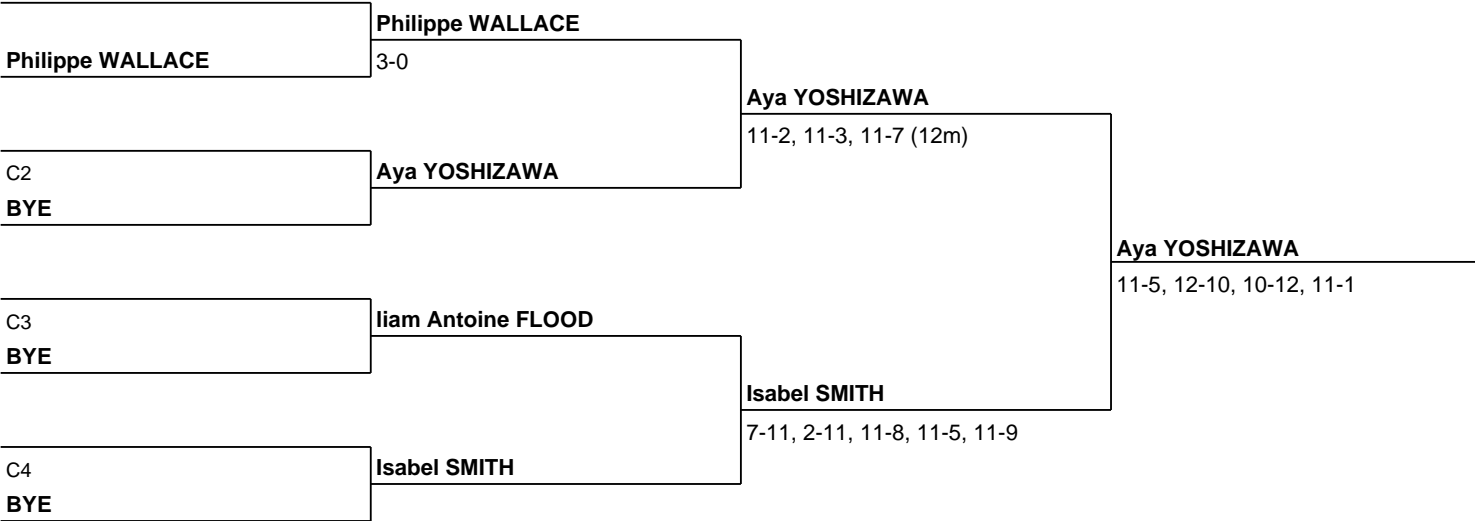 Philippe WALLACE
Philippe WALLACE
3-0
Aya YOSHIZAWA
11-2, 11-3, 11-7 (12m)
C2
Aya YOSHIZAWA
BYE
Aya YOSHIZAWA
11-5, 12-10, 10-12, 11-1
C3
liam Antoine FLOOD
BYE
Isabel SMITH
7-11, 2-11, 11-8, 11-5, 11-9
C4
Isabel SMITH
BYE